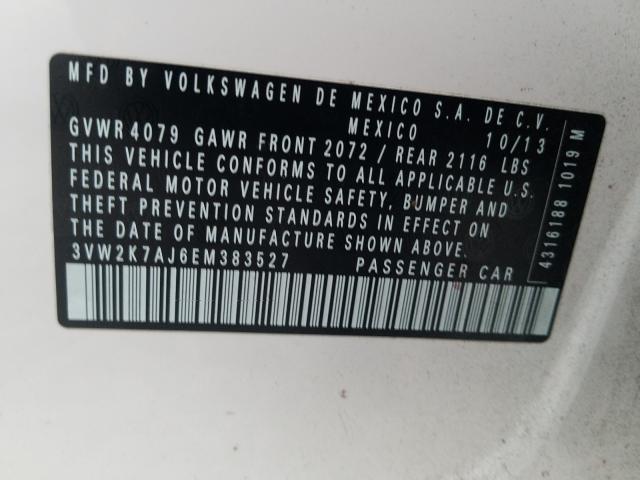 MFD BY VOLKSWAGEN DE MEXICO S.A. DE C.V.
MEXICO 10/13
GVWR 4079 GAWR FRONT 2072 / REAR 2116 LBS
THIS VEHICLE CONFORMS TO ALL APPLICABLE U.S.
FEDERAL MOTOR VEHICLE SAFETY, BUMPER AND
THEFT PREVENTION STANDARDS IN EFFECT ON
THE DATE OF MANUFACTURE SHOWN ABOVE.
3VW2K7AJ6EM383527 PASSENGER CAR
4316188 1019 M